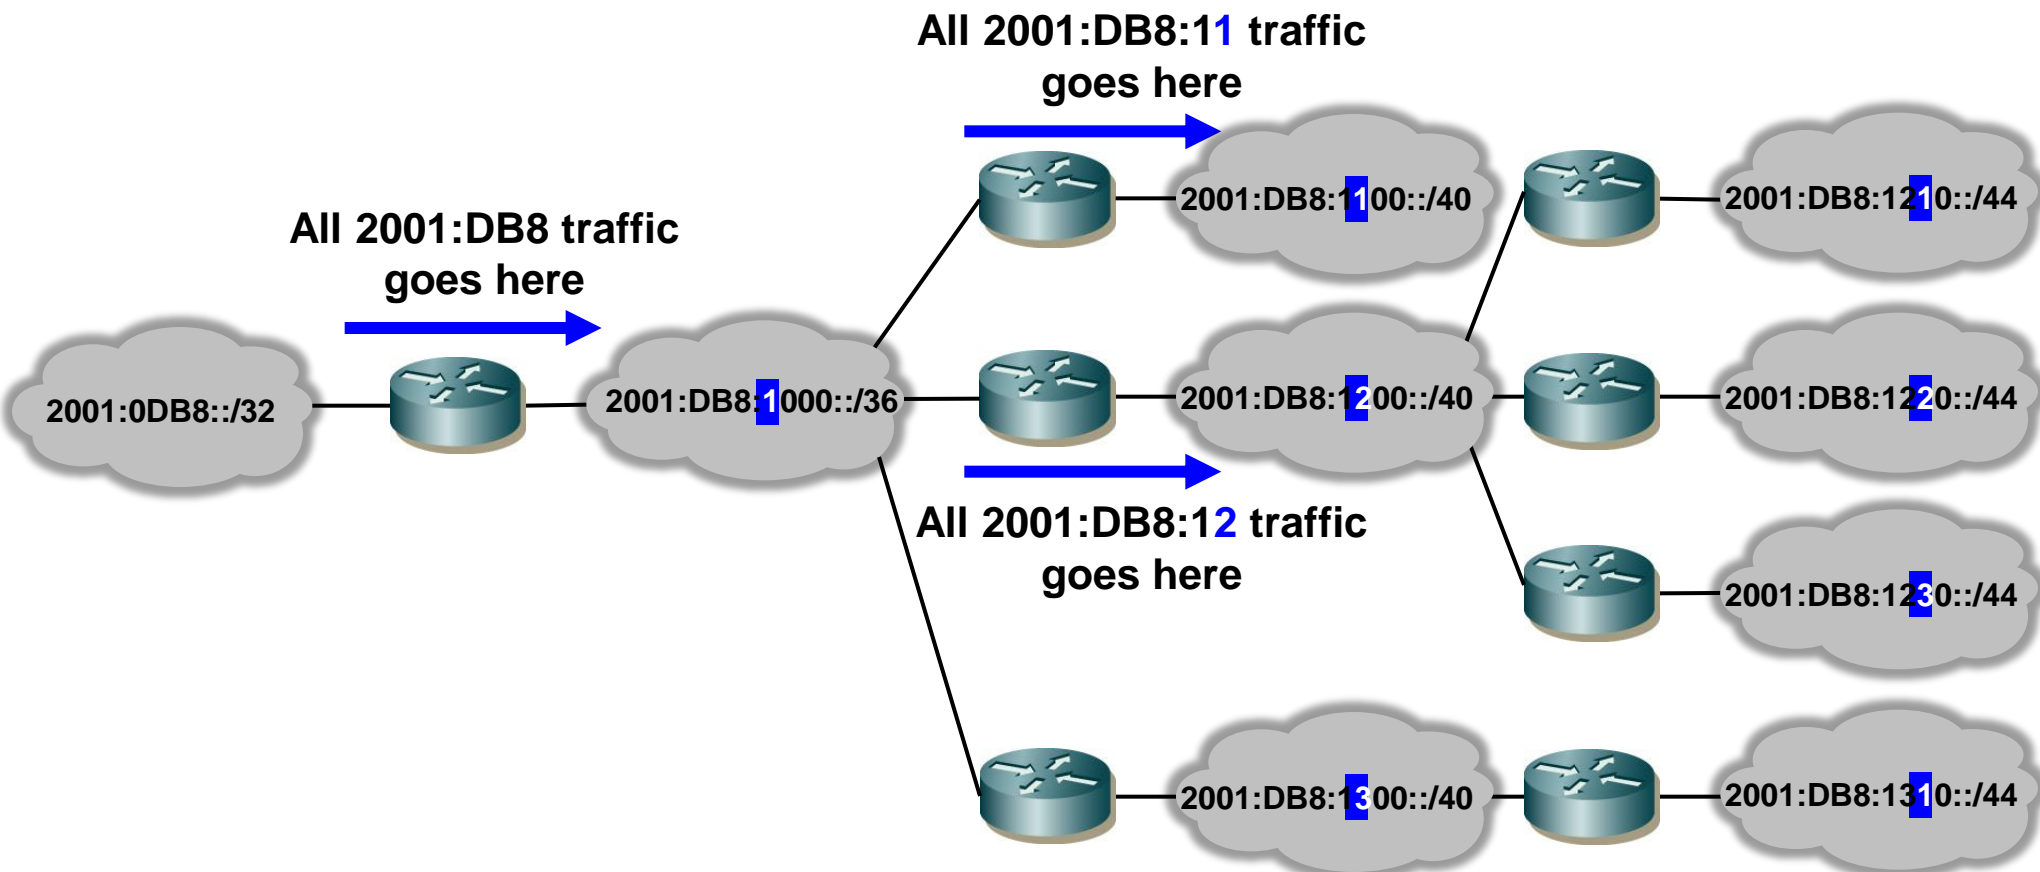 All 2001:DB8:11 traffic
goes here
All 2001:DB8 traffic
goes here
2001:0DB8::/32
2001:DB8:1000::/36
2001:DB8:1100::/40
2001:DB8:1210::/44
2001:DB8:1200::/40
2001:DB8:1220::/44
All 2001:DB8:12 traffic
goes here
2001:DB8:1230::/44
2001:DB8:1300::/40
2001:DB8:1310::/44